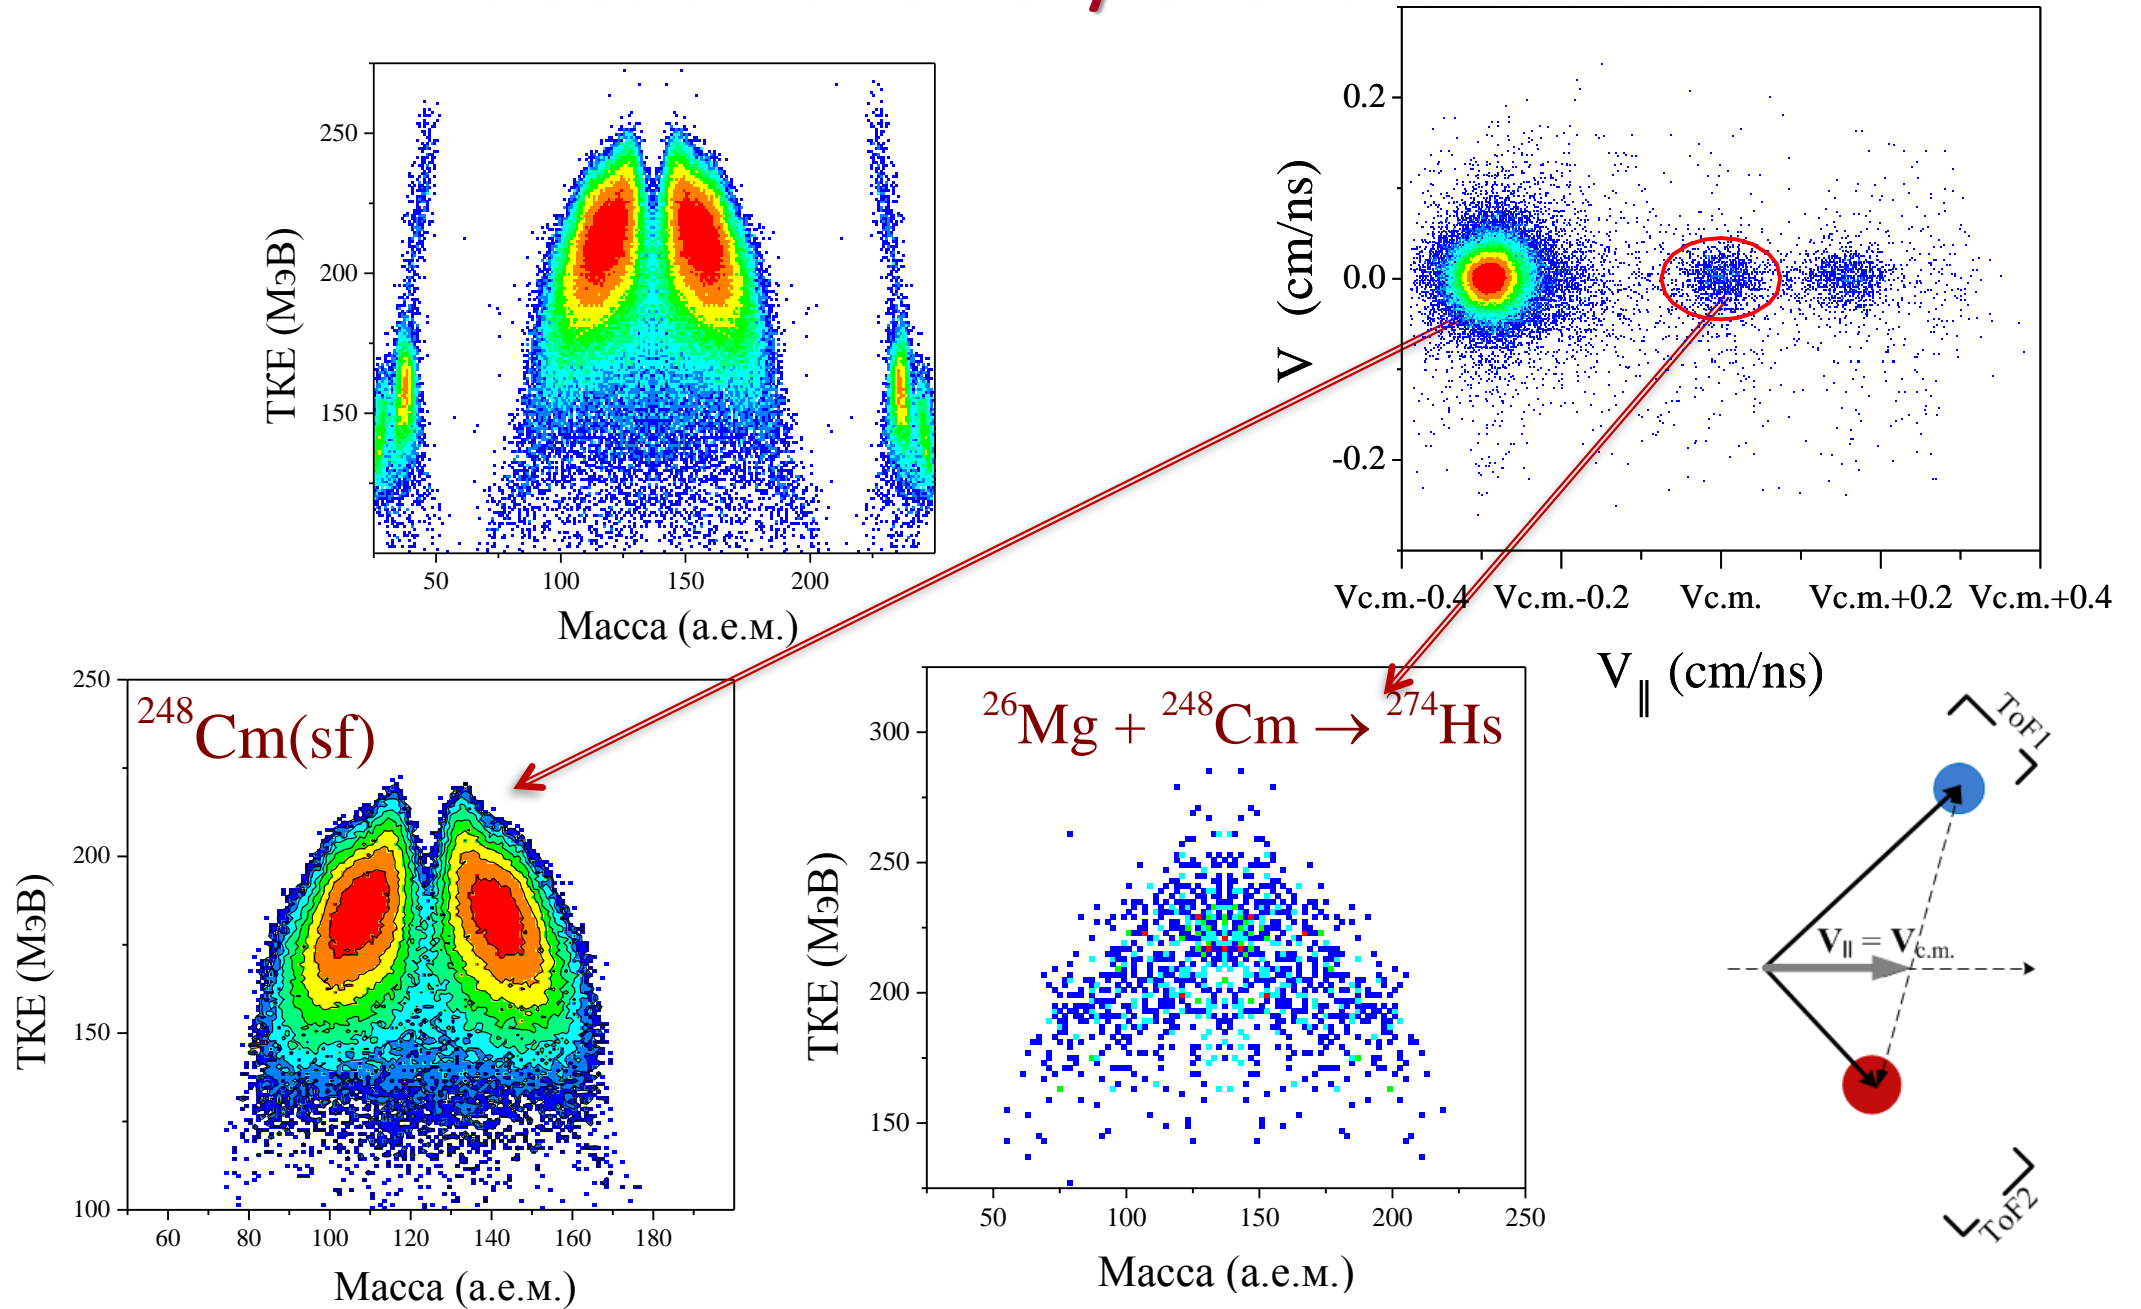 250
200
150
ТКЕ (МэВ)
50 100 150 200
Масса (а.е.м.)
0.2
0.0
-0.2
V (cm/ns)
Vc.m.-0.4 Vc.m.-0.2 Vc.m. Vc.m.+0.2 Vc.m.+0.4
V∥ (cm/ns)
250
200
150
100
ТКЕ (МэВ)
²⁴⁸Cm(sf)
60 80 100 120 140 160 180
Масса (а.е.м.)
300
250
200
150
ТКЕ (МэВ)
²⁶Mg + ²⁴⁸Cm → ²⁷⁴Hs
50 100 150 200 250
Масса (а.е.м.)
ToF1
V∥ = Vc.m.
ToF2